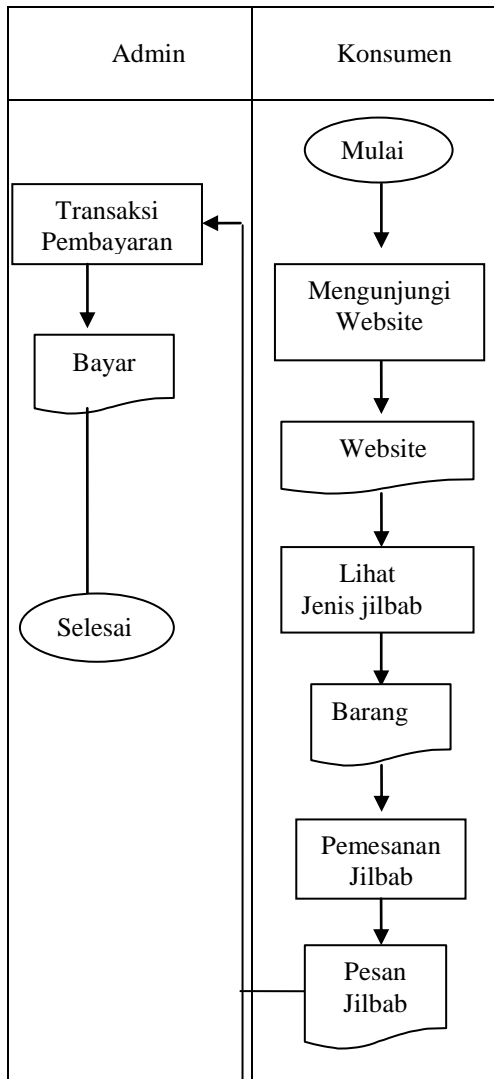 Admin
Konsumen
Mulai
Transaksi
Pembayaran
Mengunjungi
Website
Bayar
Website
Lihat
Jenis jilbab
Selesai
Barang
Pemesanan
Jilbab
Pesan
Jilbab